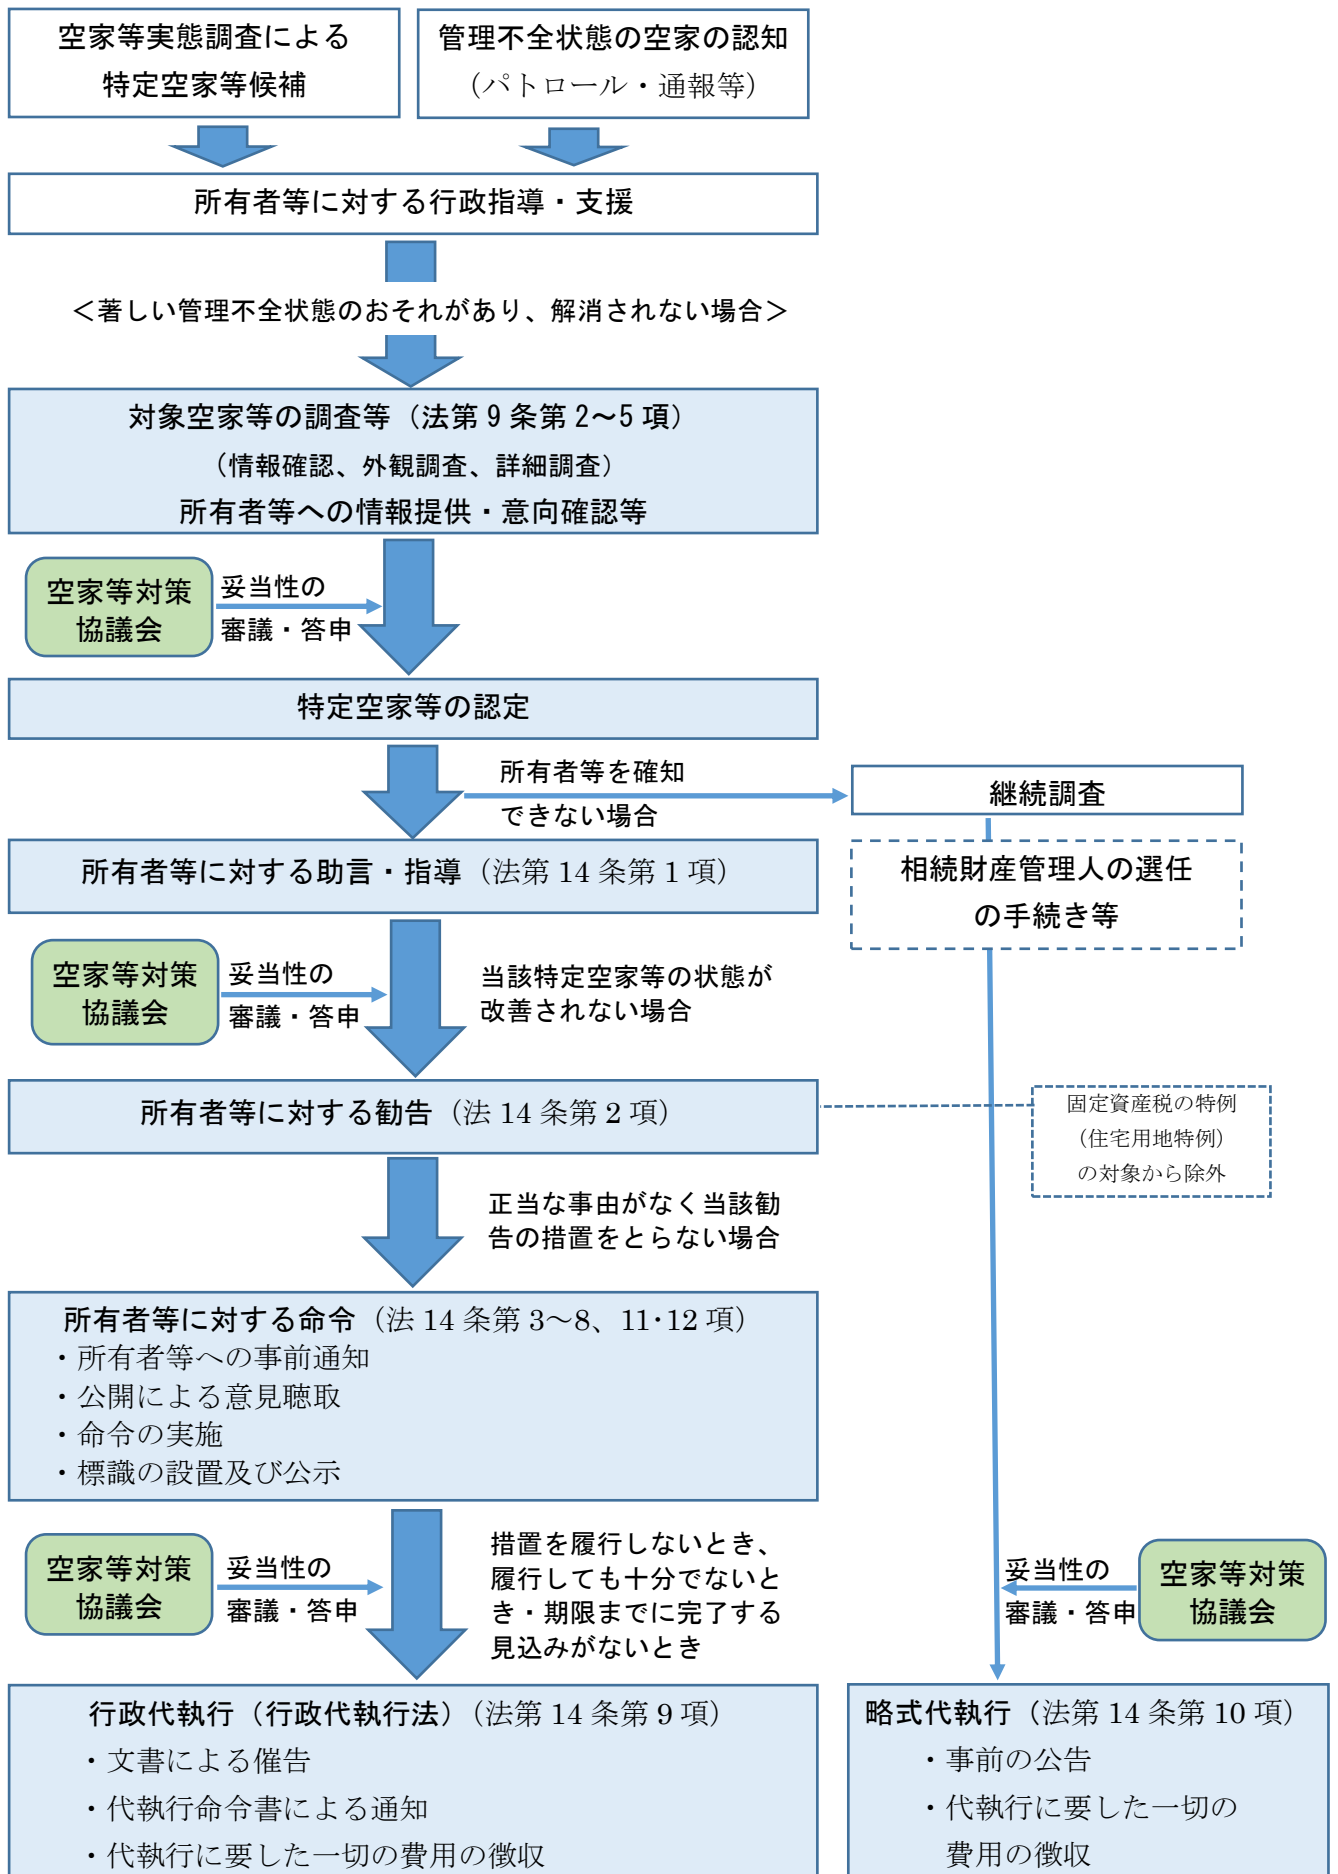 空家等実態調査による
特定空家等候補
管理不全状態の空家の認知
（パトロール・通報等）
所有者等に対する行政指導・支援
＜著しい管理不全状態のおそれがあり、解消されない場合＞
対象空家等の調査等（法第９条第２～５項）
（情報確認、外観調査、詳細調査）
所有者等への情報提供・意向確認等
空家等対策
協議会
妥当性の
審議・答申
特定空家等の認定
所有者等を確知
できない場合
継続調査
所有者等に対する助言・指導（法第 14 条第 1 項）
相続財産管理人の選任
の手続き等
空家等対策
協議会
妥当性の
審議・答申
当該特定空家等の状態が
改善されない場合
所有者等に対する勧告（法 14 条第 2 項）
固定資産税の特例
（住宅用地特例）
の対象から除外
正当な事由がなく当該勧
告の措置をとらない場合
所有者等に対する命令（法 14 条第 3～8、11･12 項）
・所有者等への事前通知
・公開による意見聴取
・命令の実施
・標識の設置及び公示
空家等対策
協議会
妥当性の
審議・答申
措置を履行しないとき、
履行しても十分でないと
き・期限までに完了する
見込みがないとき
妥当性の
審議・答申
空家等対策
協議会
行政代執行（行政代執行法）（法第 14 条第 9 項）
・文書による催告
・代執行命令書による通知
・代執行に要した一切の費用の徴収
略式代執行（法第 14 条第 10 項）
・事前の公告
・代執行に要した一切の
費用の徴収